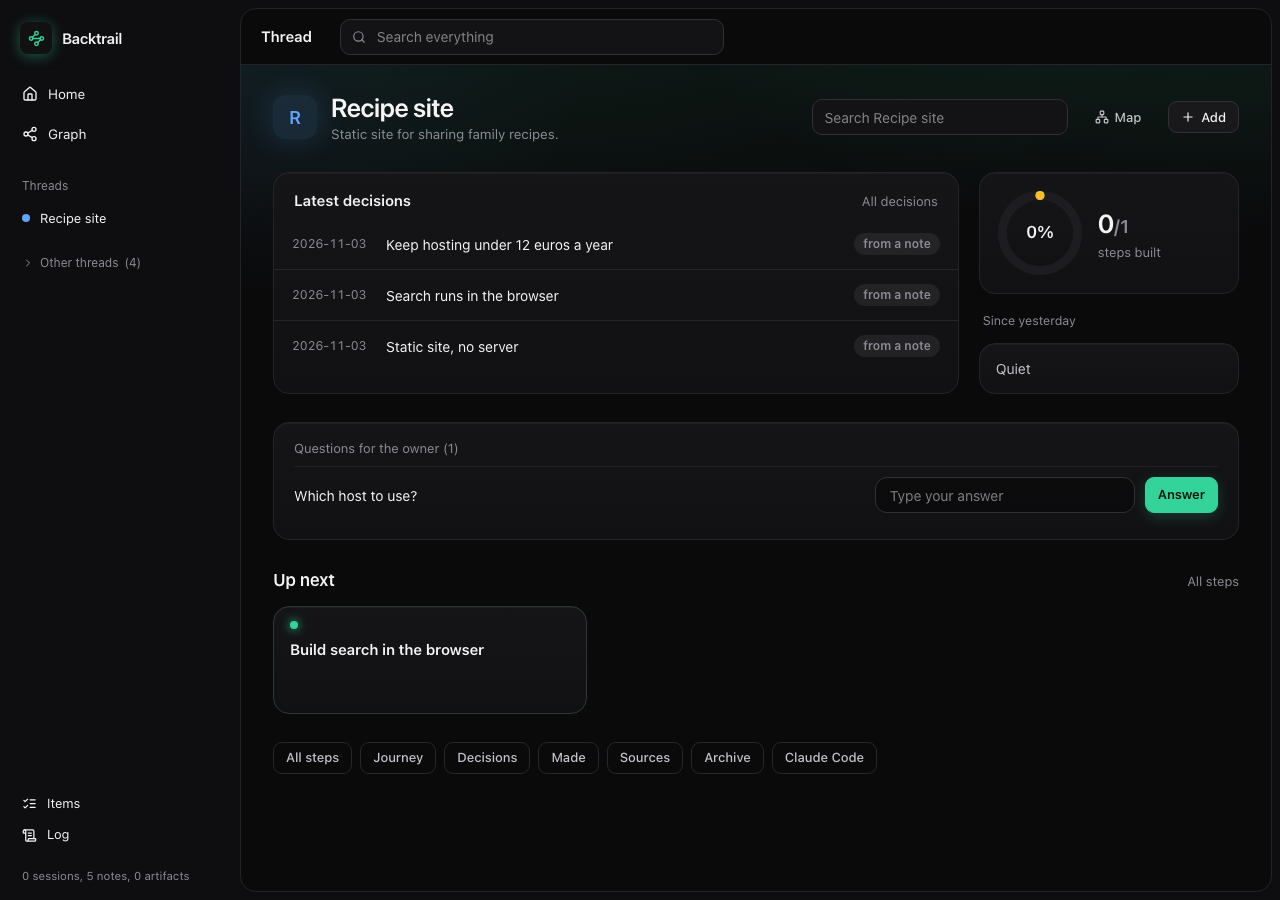 Backtrail
Home
Graph
Threads
Recipe site
Other threads (4)
Items
Log
0 sessions, 5 notes, 0 artifacts
Thread
Search everything
R
Recipe site
Static site for sharing family recipes.
Search Recipe site
Map
Add
Latest decisions
All decisions
2026-11-03 Keep hosting under 12 euros a year from a note
2026-11-03 Search runs in the browser from a note
2026-11-03 Static site, no server from a note
0%
0/1
steps built
Since yesterday
Quiet
Questions for the owner (1)
Which host to use?
Type your answer
Answer
Up next
All steps
Build search in the browser
All steps
Journey
Decisions
Made
Sources
Archive
Claude Code